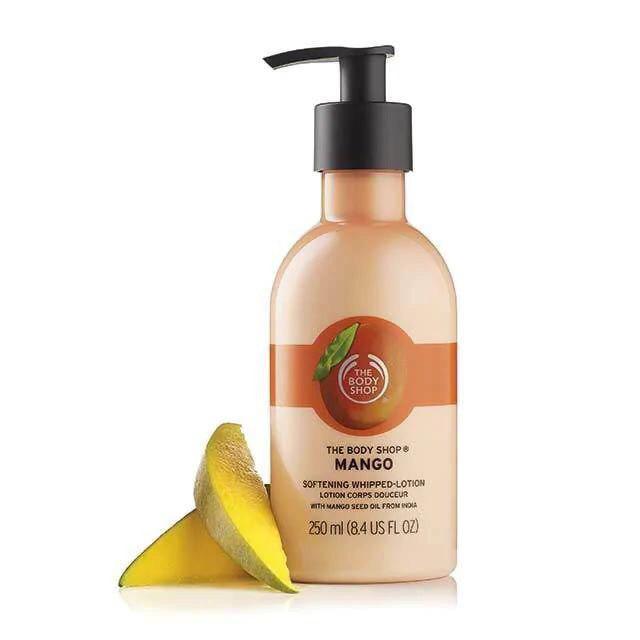 THE
BODY
SHOP
THE BODY SHOP®
MANGO
SOFTENING WHIPPED-LOTION
LOTION CORPS DOUCEUR
WITH MANGO SEED OIL FROM INDIA
250 ml (8.4 US FL OZ)